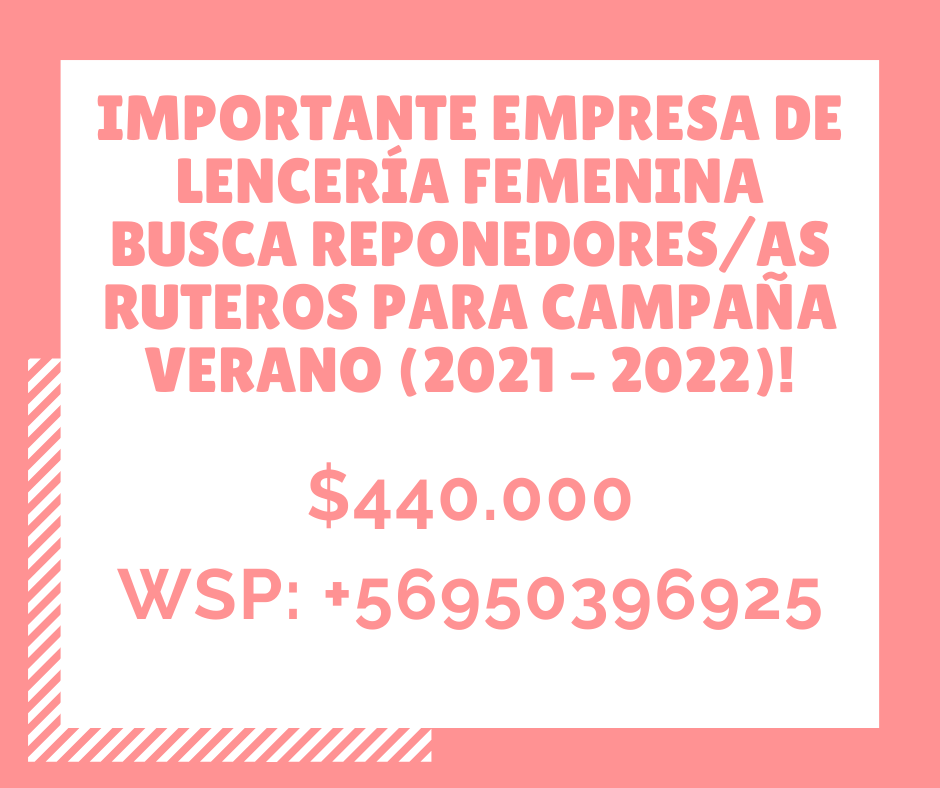 IMPORTANTE EMPRESA DE
LENCERÍA FEMENINA
BUSCA REPONEDORES/AS
RUTEROS PARA CAMPAÑA
VERANO (2021 - 2022)!
$440.000
WSP: +56950396925